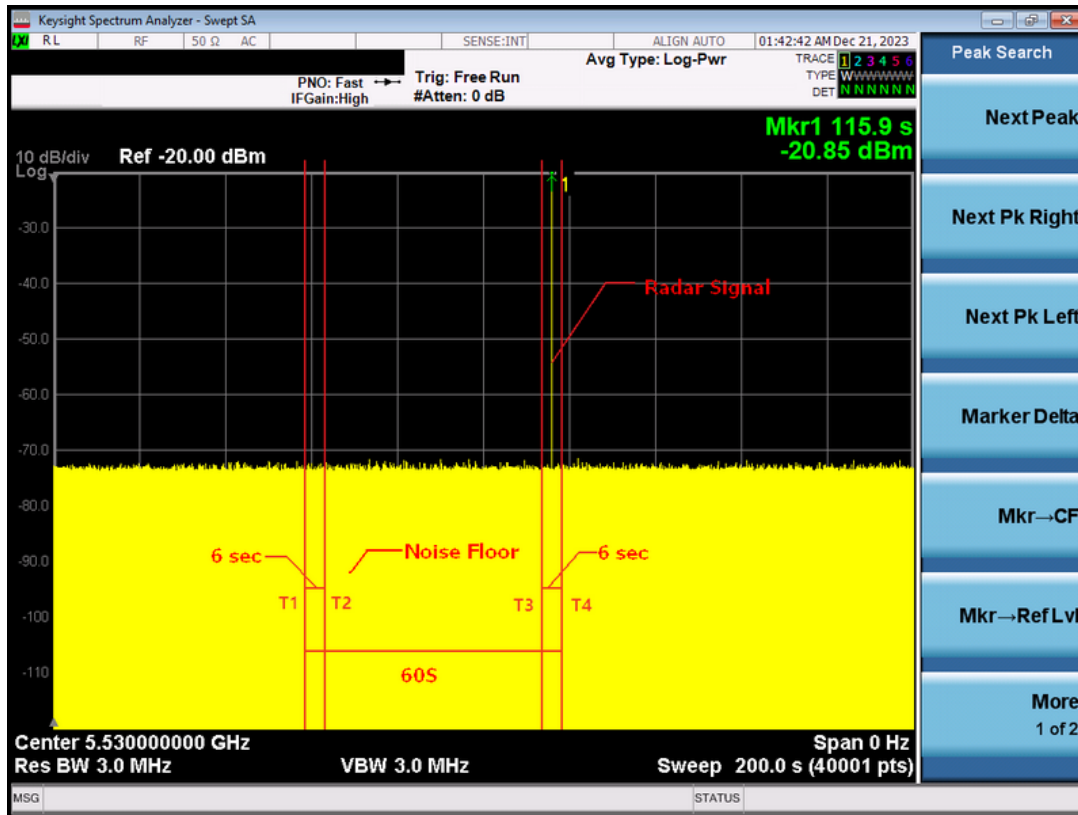 Keysight Spectrum Analyzer - Swept SA
LXI RL RF 50 Ω AC SENSE:INT ALIGN AUTO 01:42:42 AM Dec 21, 2023
Avg Type: Log-Pwr TRACE 1 2 3 4 5 6
PNO: Fast Trig: Free Run TYPE WWWWWW
IFGain:High #Atten: 0 dB DET N N N N N N
Peak Search
Mkr1 115.9 s
-20.85 dBm
10 dB/div Ref -20.00 dBm
Log
1
-30.0
-40.0
-50.0
-60.0
-70.0
-80.0
-90.0
-100
-110
Radar Signal
6 sec Noise Floor 6 sec
T1 T2 T3 T4
60S
Center 5.530000000 GHz Span 0 Hz
Res BW 3.0 MHz VBW 3.0 MHz Sweep 200.0 s (40001 pts)
MSG STATUS
Next Peak
Next Pk Right
Next Pk Left
Marker Delta
Mkr→CF
Mkr→Ref Lvl
More
1 of 2